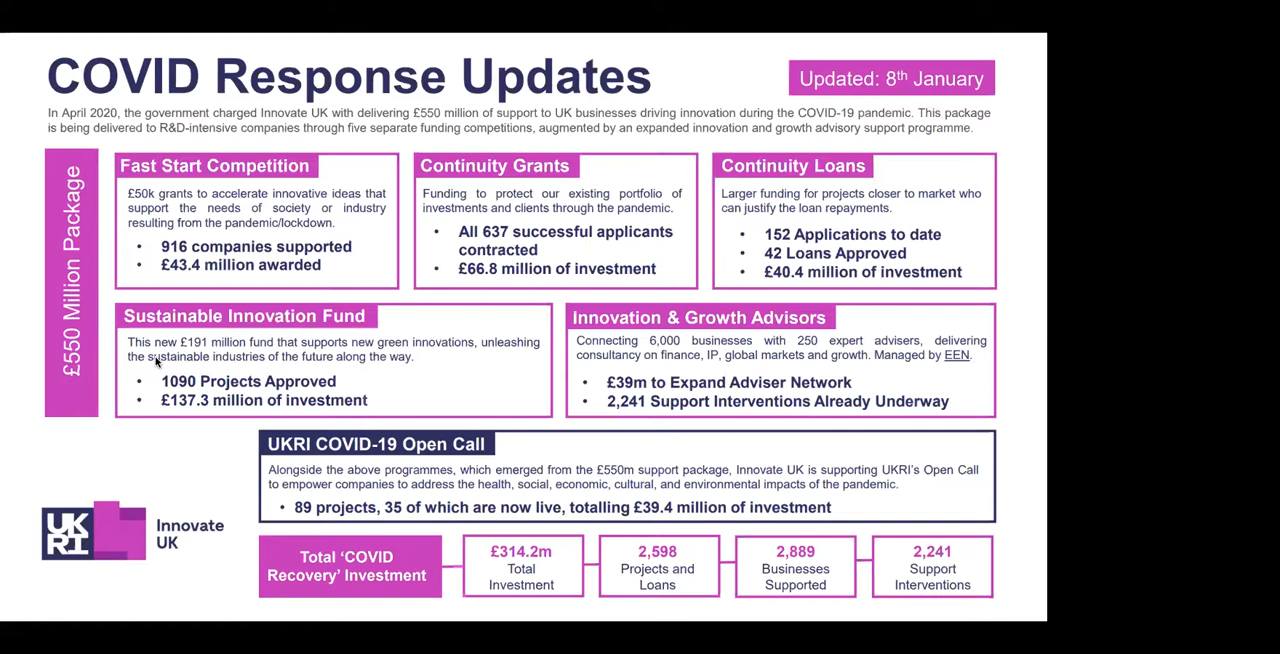 COVID Response Updates
Updated: 8th January
In April 2020, the government charged Innovate UK with delivering £550 million of support to UK businesses driving innovation during the COVID-19 pandemic. This package
is being delivered to R&D-intensive companies through five separate funding competitions, augmented by an expanded innovation and growth advisory support programme.
£550 Million Package
Fast Start Competition
£50k grants to accelerate innovative ideas that
support the needs of society or industry
resulting from the pandemic/lockdown.
• 916 companies supported
• £43.4 million awarded
Continuity Grants
Funding to protect our existing portfolio of
investments and clients through the pandemic.
• All 637 successful applicants
contracted
• £66.8 million of investment
Continuity Loans
Larger funding for projects closer to market who
can justify the loan repayments.
• 152 Applications to date
• 42 Loans Approved
• £40.4 million of investment
Sustainable Innovation Fund
This new £191 million fund that supports new green innovations, unleashing
the sustainable industries of the future along the way.
• 1090 Projects Approved
• £137.3 million of investment
Innovation & Growth Advisors
Connecting 6,000 businesses with 250 expert advisers, delivering
consultancy on finance, IP, global markets and growth. Managed by EEN.
• £39m to Expand Adviser Network
• 2,241 Support Interventions Already Underway
UKRI COVID-19 Open Call
Alongside the above programmes, which emerged from the £550m support package, Innovate UK is supporting UKRI's Open Call
to empower companies to address the health, social, economic, cultural, and environmental impacts of the pandemic.
• 89 projects, 35 of which are now live, totalling £39.4 million of investment
UK
RI
Innovate
UK
Total ‘COVID
Recovery’ Investment
£314.2m
Total
Investment
2,598
Projects and
Loans
2,889
Businesses
Supported
2,241
Support
Interventions